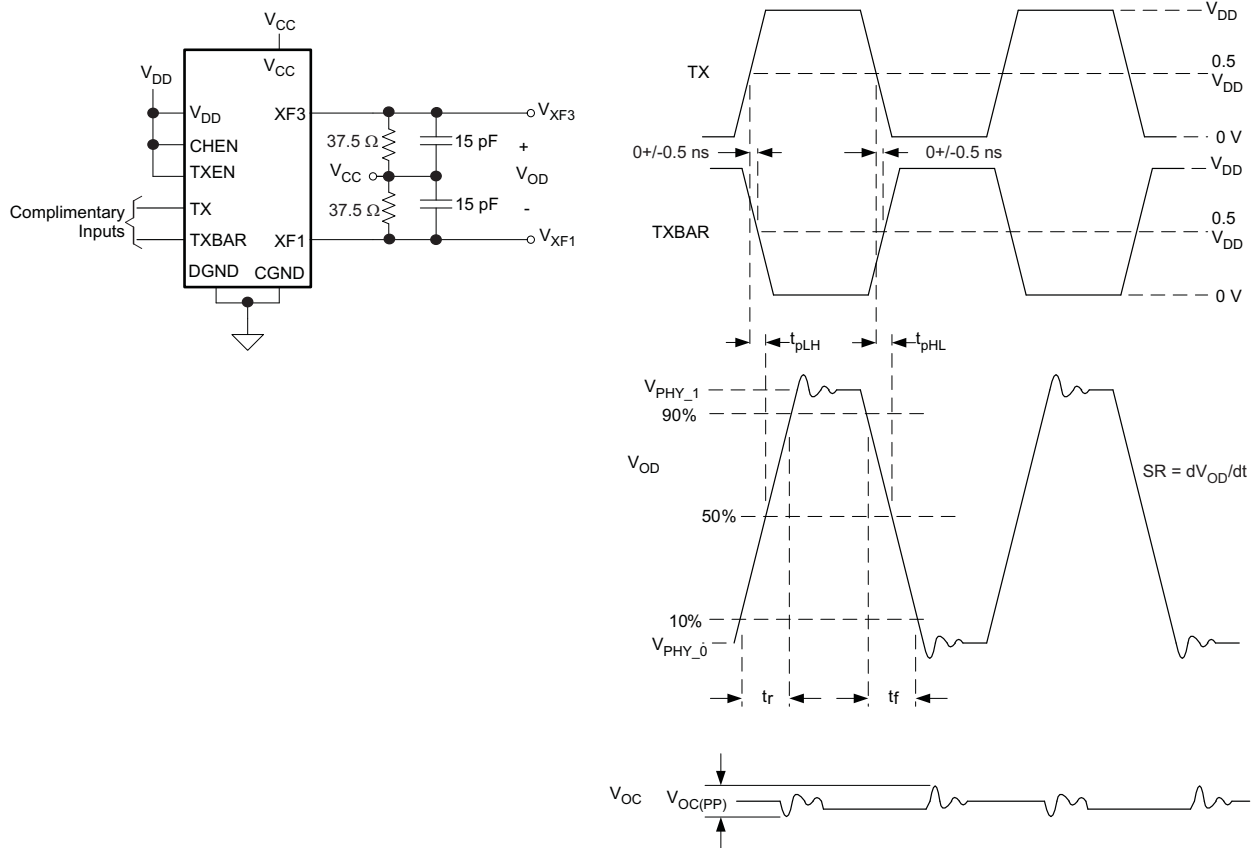 V_CC
V_DD
V_CC
V_DD
CHEN
TXEN
Complimentary
Inputs
TX
TXBAR
DGND
CGND
XF3
XF1
37.5 Ω
15 pF
V_CC
37.5 Ω
15 pF
V_XF3
+
V_OD
-
V_XF1
TX
V_DD
0.5
V_DD
0 V
0+/-0.5 ns
0+/-0.5 ns
TXBAR
V_DD
0.5
V_DD
0 V
t_pLH
t_pHL
V_PHY_1
90%
V_OD
SR = dV_OD/dt
50%
10%
V_PHY_0
tr
tf
V_OC
V_OC(PP)